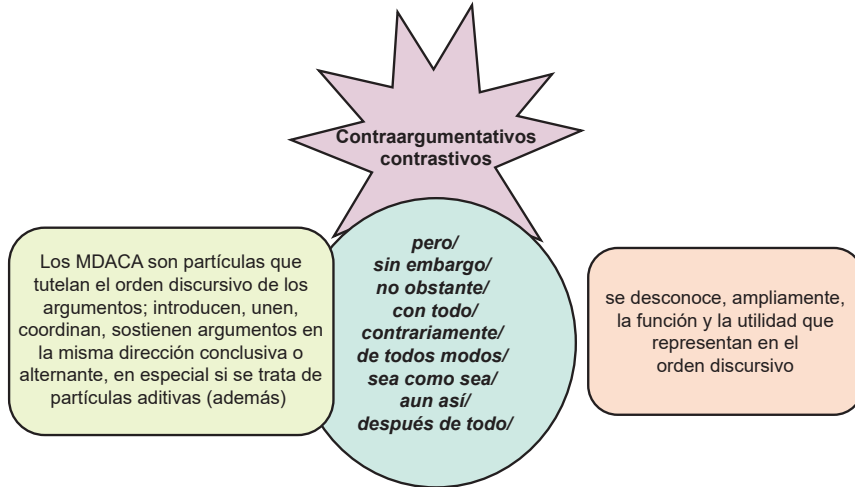 Contraargumentativos
contrastivos
Los MDACA son partículas que
tutelan el orden discursivo de los
argumentos; introducen, unen,
coordinan, sostienen argumentos en
la misma dirección conclusiva o
alternante, en especial si se trata de
partículas aditivas (además)
pero/
sin embargo/
no obstante/
con todo/
contrariamente/
de todos modos/
sea como sea/
aun así/
después de todo/
se desconoce, ampliamente,
la función y la utilidad que
representan en el
orden discursivo